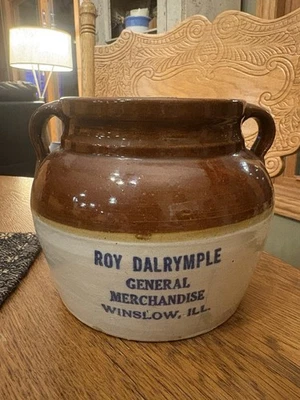 ROY DALRYMPLE
GENERAL
MERCHANDISE
WINSLOW, ILL.